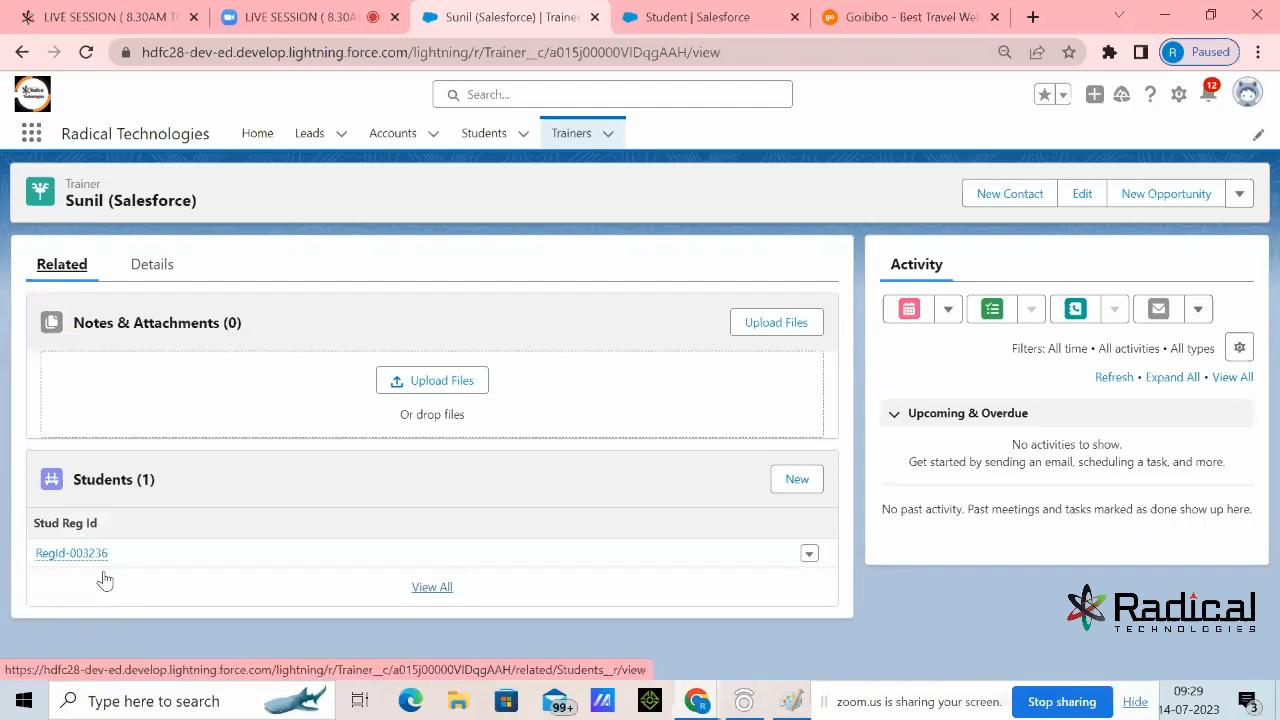 LIVE SESSION ( 8.30AM T
LIVE SESSION ( 8.30A
Sunil (Salesforce) | Traine
Student | Salesforce
Goibibo - Best Travel We
hdfc28-dev-ed.develop.lightning.force.com/lightning/r/Trainer__c/a015j00000VIDqgAAH/view
R
Paused
Radical Technologies
Search...
12
Radical Technologies
Home
Leads
Accounts
Students
Trainers
Trainer
Sunil (Salesforce)
New Contact
Edit
New Opportunity
Related
Details
Notes & Attachments (0)
Upload Files
Upload Files
Or drop files
Students (1)
New
Stud Reg Id
RegId-003236
View All
Activity
Filters: All time • All activities • All types
Refresh • Expand All • View All
Upcoming & Overdue
No activities to show.
Get started by sending an email, scheduling a task, and more.
No past activity. Past meetings and tasks marked as done show up here.
Radical
TECHNOLOGIES
https://hdfc28-dev-ed.develop.lightning.force.com/lightning/r/Trainer__c/a015j00000VIDqgAAH/related/Students__r/view
Type here to search
99+
zoom.us is sharing your screen.
Stop sharing
Hide
09:29
14-07-2023
3